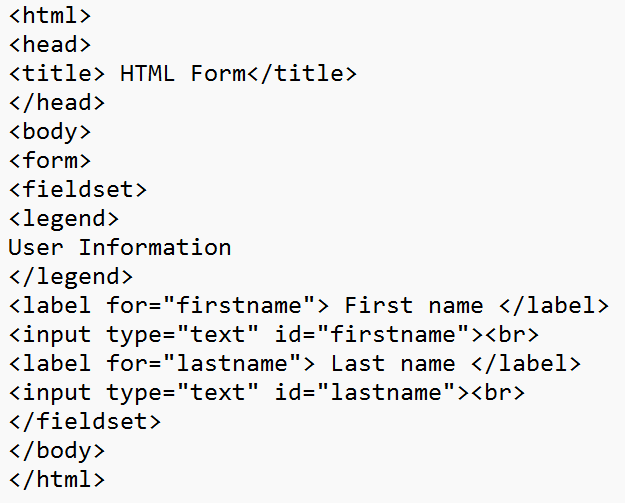 <html>
<head>
<title> HTML Form</title>
</head>
<body>
<form>
<fieldset>
<legend>
User Information
</legend>
<label for="firstname"> First name </label>
<input type="text" id="firstname"><br>
<label for="lastname"> Last name </label>
<input type="text" id="lastname"><br>
</fieldset>
</body>
</html>